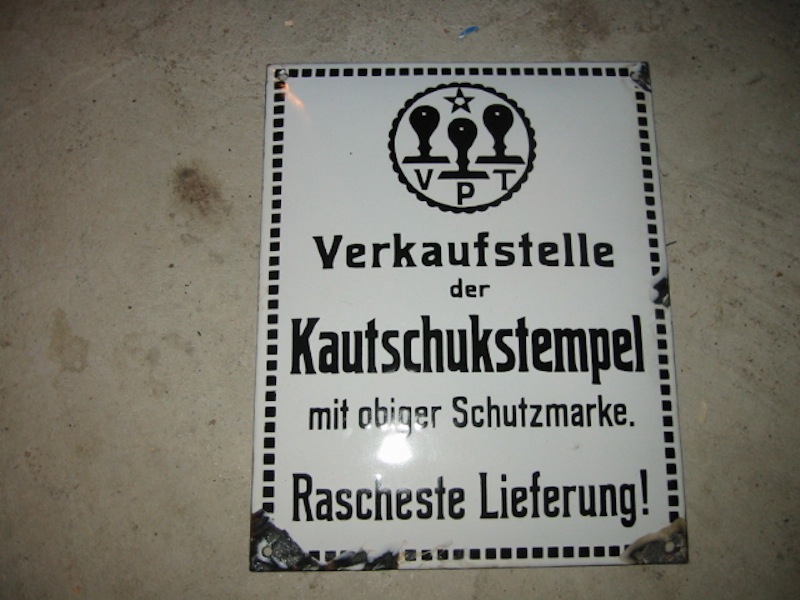 V P T
Verkaufstelle
der
Kautschukstempel
mit obiger Schutzmarke.
Rascheste Lieferung!